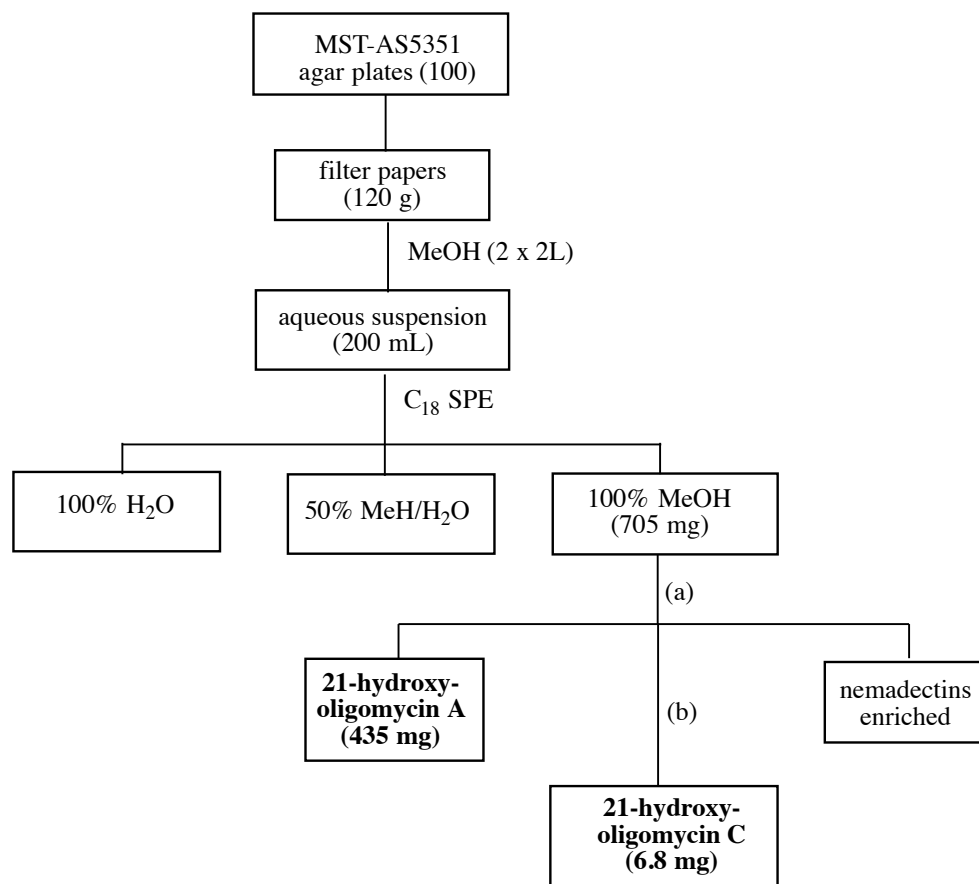 MST-AS5351
agar plates (100)
filter papers
(120 g)
MeOH (2 x 2L)
aqueous suspension
(200 mL)
C₁₈ SPE
100% H₂O
50% MeH/H₂O
100% MeOH
(705 mg)
(a)
21-hydroxy-
oligomycin A
(435 mg)
(b)
nemadectins
enriched
21-hydroxy-
oligomycin C
(6.8 mg)